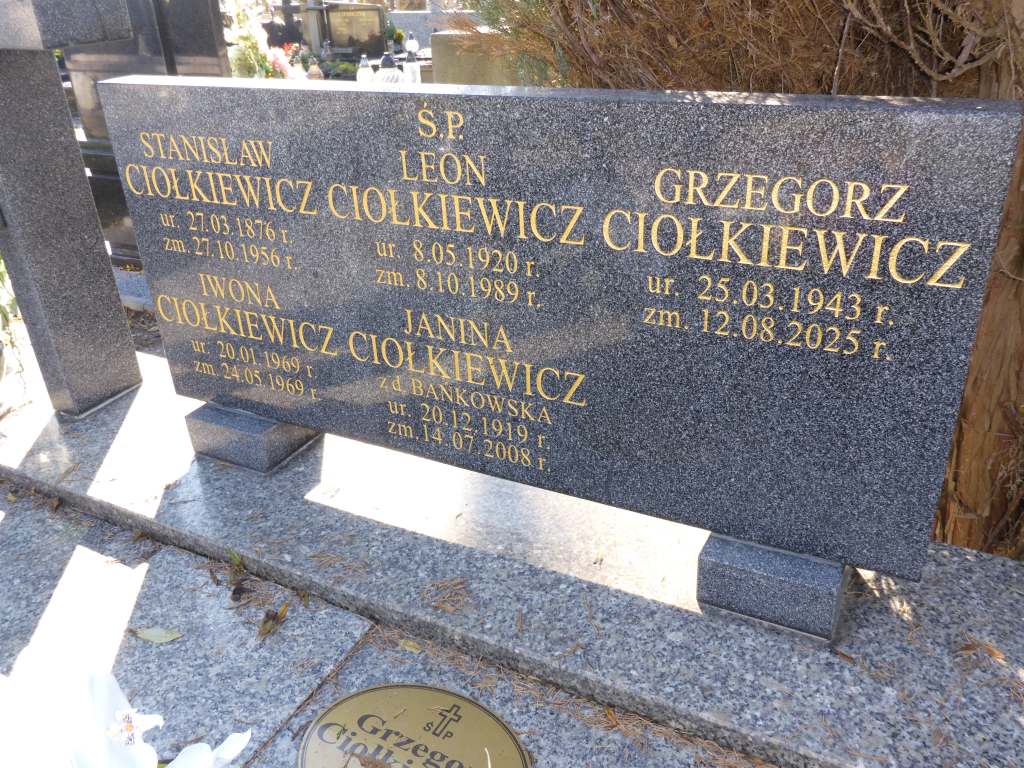 Ś.P.
STANISŁAW
CIOŁKIEWICZ
ur. 27.03.1876 r.
zm. 27.10.1956 r.
IWONA
CIOŁKIEWICZ
ur. 20.01.1969 r.
zm. 24.05.1969 r.
LEON
CIOŁKIEWICZ
ur. 8.05.1920 r.
zm. 8.10.1989 r.
JANINA
CIOŁKIEWICZ
z d. BAŃKOWSKA
ur. 20.12.1919 r.
zm. 14.07.2008 r.
GRZEGORZ
CIOŁKIEWICZ
ur. 25.03.1943 r.
zm. 12.08.2025 r.
Ś P
Grzegorz